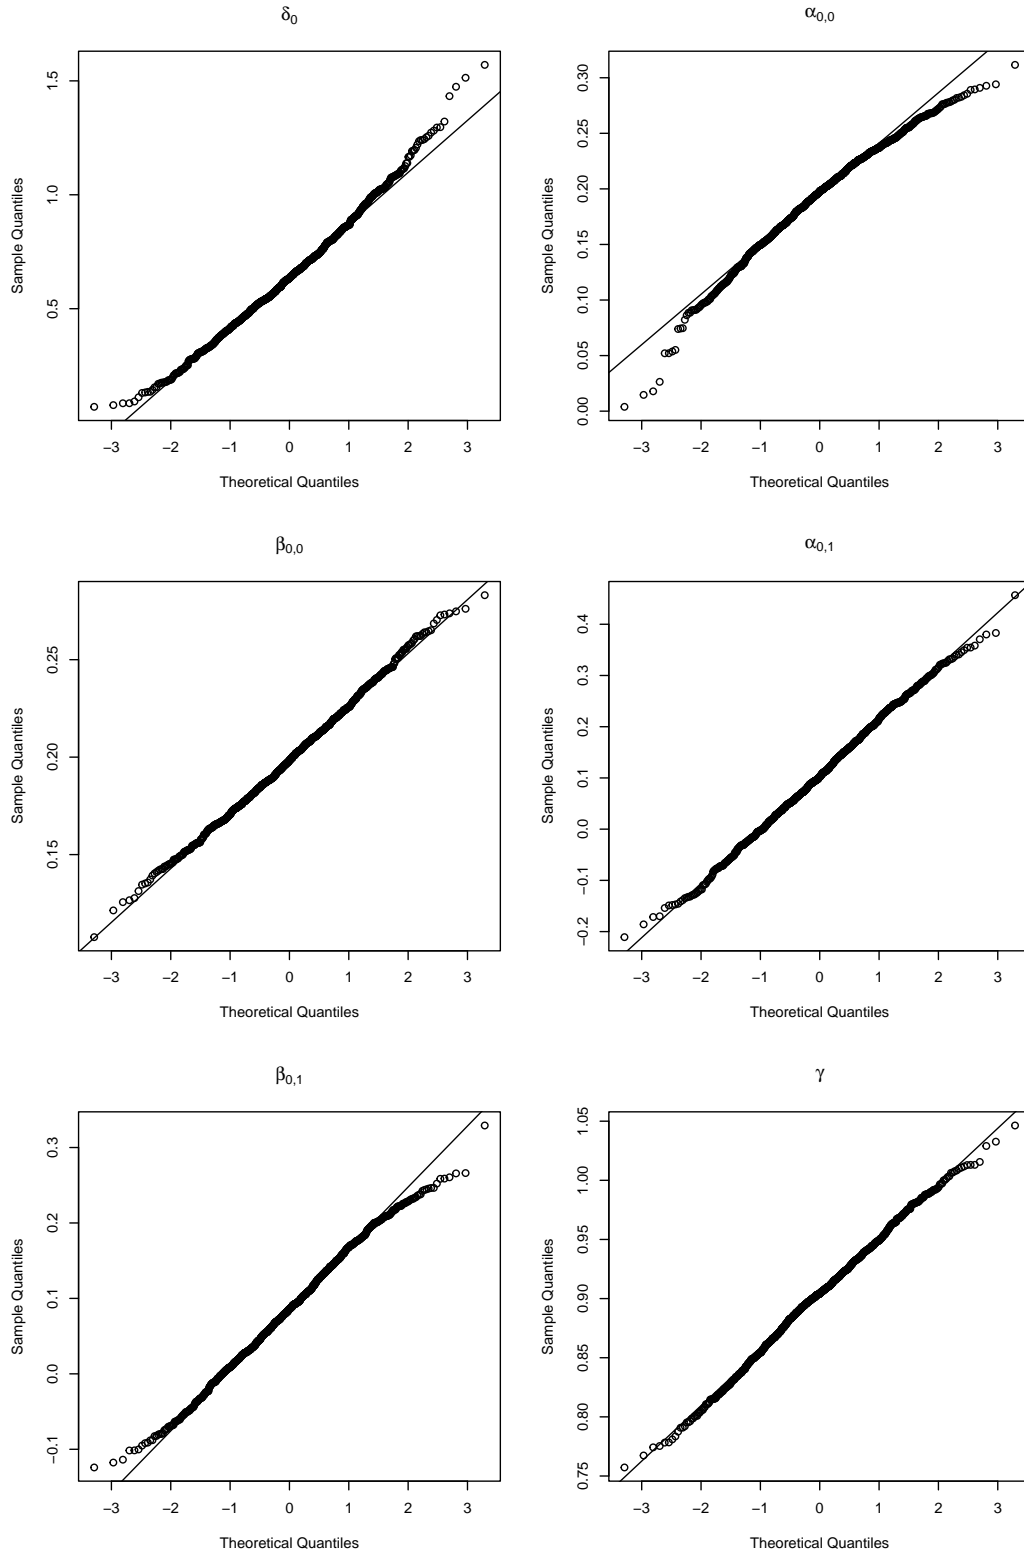 δ0 α0,0
Sample Quantiles
0.5 1.0 1.5
−3 −2 −1 0 1 2 3
Theoretical Quantiles
Sample Quantiles
0.00 0.05 0.10 0.15 0.20 0.25 0.30
−3 −2 −1 0 1 2 3
Theoretical Quantiles
β0,0 α0,1
Sample Quantiles
0.15 0.20 0.25
−3 −2 −1 0 1 2 3
Theoretical Quantiles
Sample Quantiles
−0.2 −0.1 0.0 0.1 0.2 0.3 0.4
−3 −2 −1 0 1 2 3
Theoretical Quantiles
β0,1 γ
Sample Quantiles
−0.1 0.0 0.1 0.2 0.3
−3 −2 −1 0 1 2 3
Theoretical Quantiles
Sample Quantiles
0.75 0.80 0.85 0.90 0.95 1.00 1.05
−3 −2 −1 0 1 2 3
Theoretical Quantiles